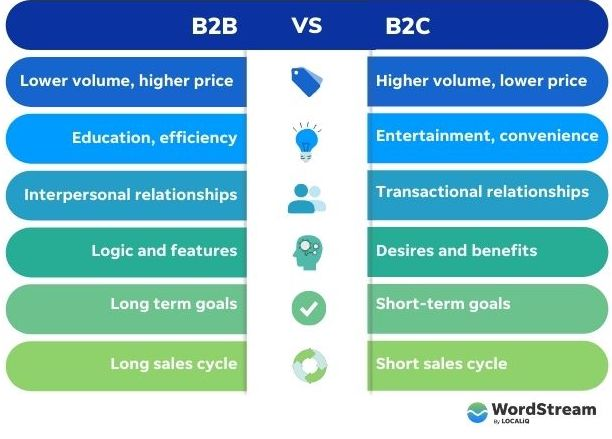 B2B VS B2C
Lower volume, higher price Higher volume, lower price
Education, efficiency Entertainment, convenience
Interpersonal relationships Transactional relationships
Logic and features Desires and benefits
Long term goals Short-term goals
Long sales cycle Short sales cycle
WordStream
By LOCALiQ